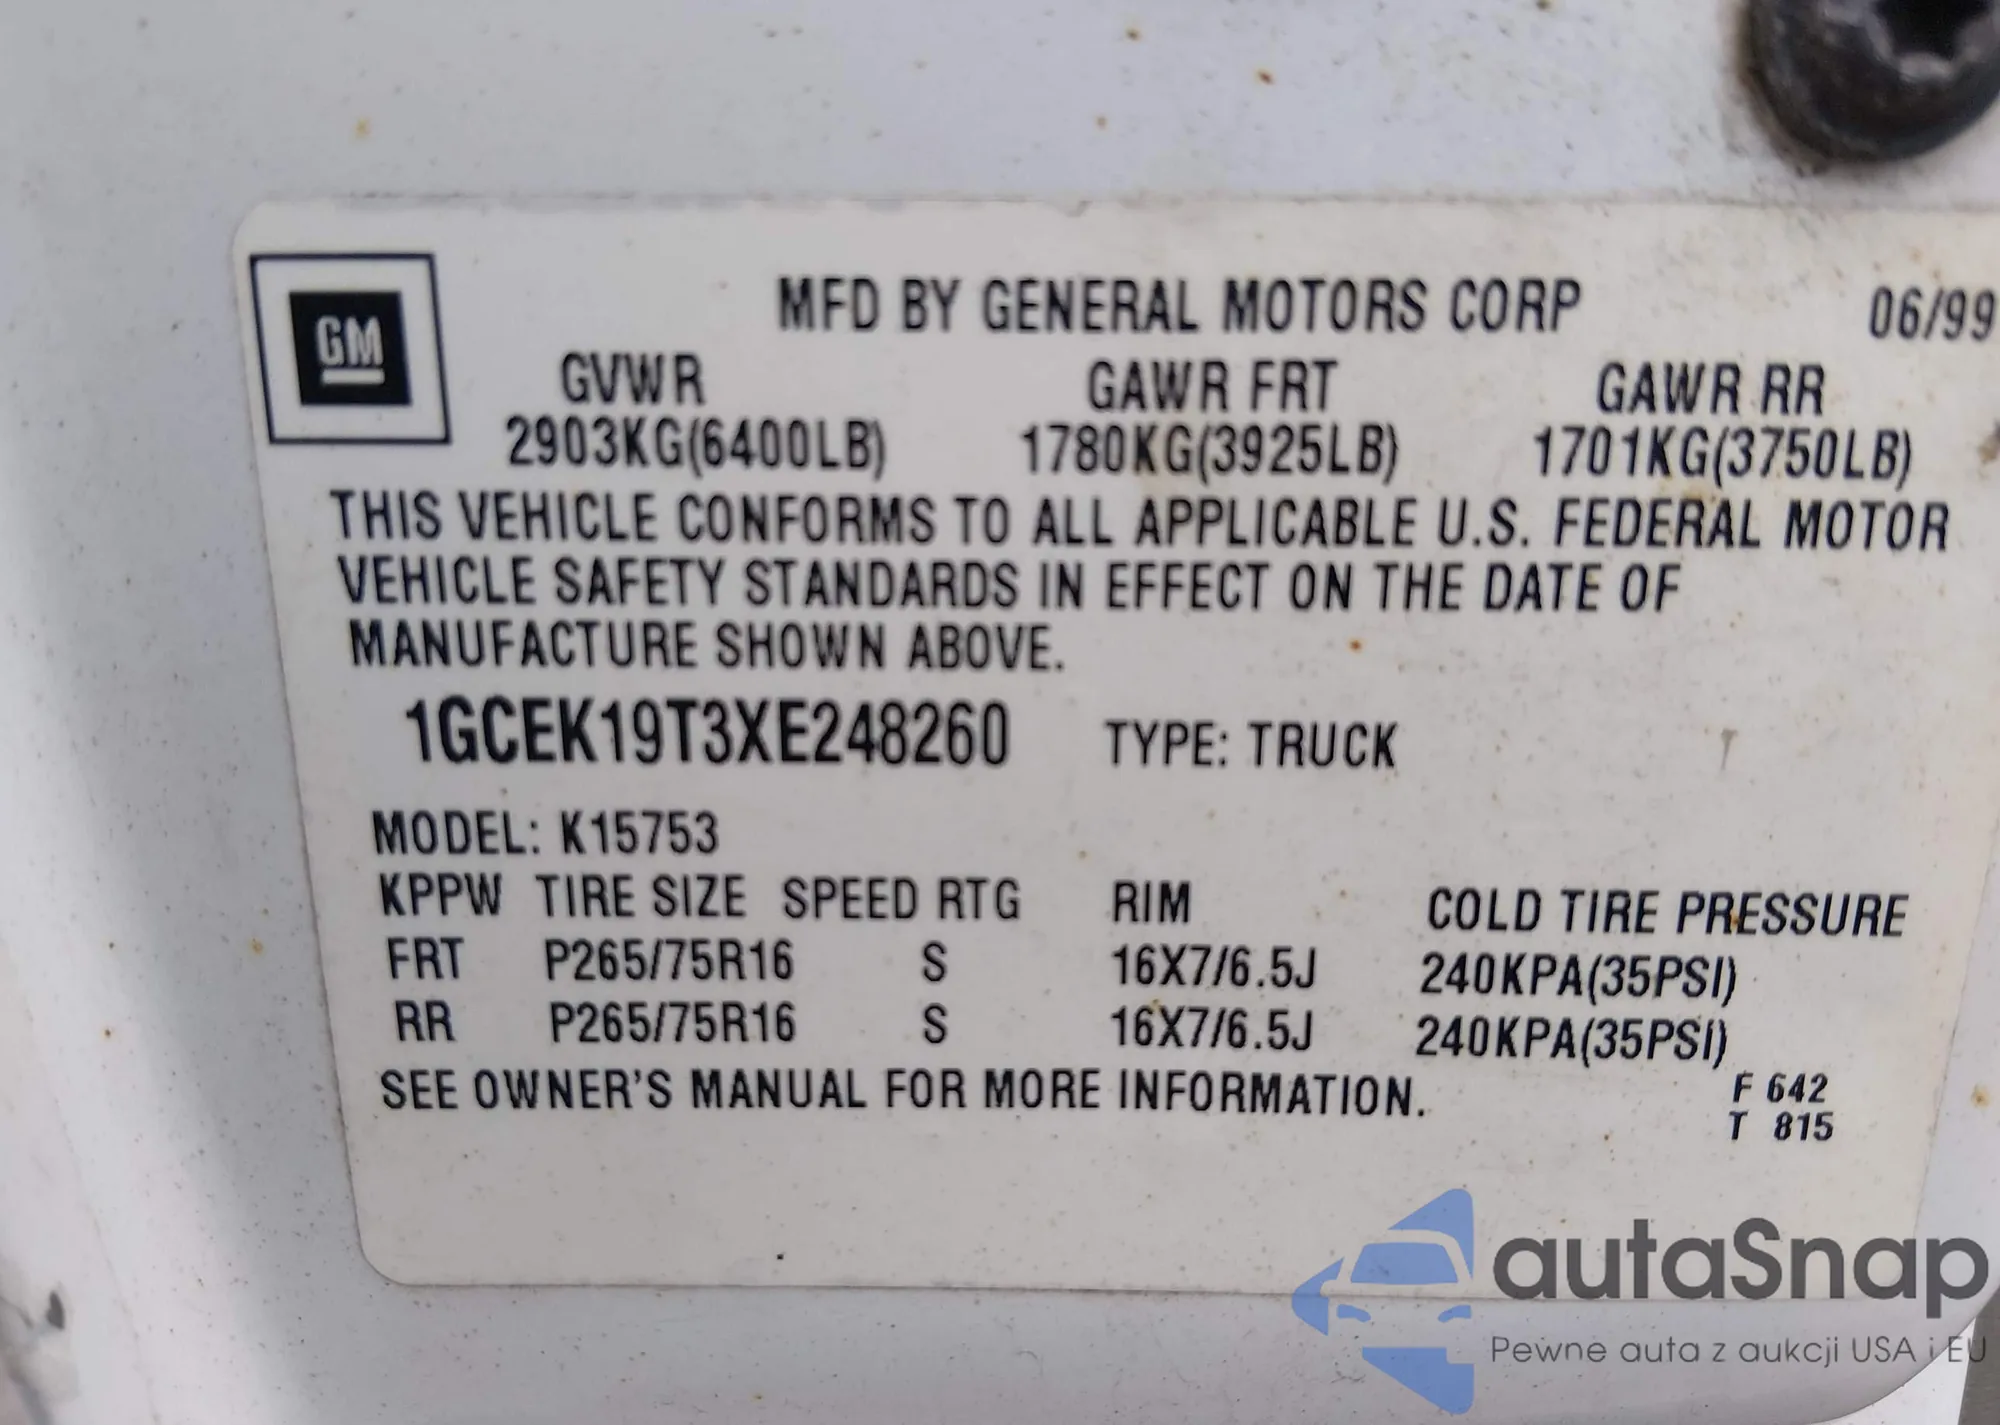 GM
MFD BY GENERAL MOTORS CORP 06/99
GVWR GAWR FRT GAWR RR
2903KG(6400LB) 1780KG(3925LB) 1701KG(3750LB)
THIS VEHICLE CONFORMS TO ALL APPLICABLE U.S. FEDERAL MOTOR
VEHICLE SAFETY STANDARDS IN EFFECT ON THE DATE OF
MANUFACTURE SHOWN ABOVE.
1GCEK19T3XE248260 TYPE: TRUCK
MODEL: K15753
KPPW TIRE SIZE SPEED RTG RIM COLD TIRE PRESSURE
FRT P265/75R16 S 16X7/6.5J 240KPA(35PSI)
RR P265/75R16 S 16X7/6.5J 240KPA(35PSI)
SEE OWNER'S MANUAL FOR MORE INFORMATION.
F 642
T 815
autaSnap
Pewne auta z aukcji USA i EU